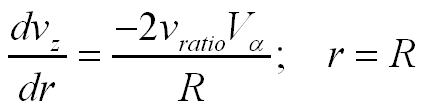 dv_z/dr = -2v_ratio V_α / R ; r = R